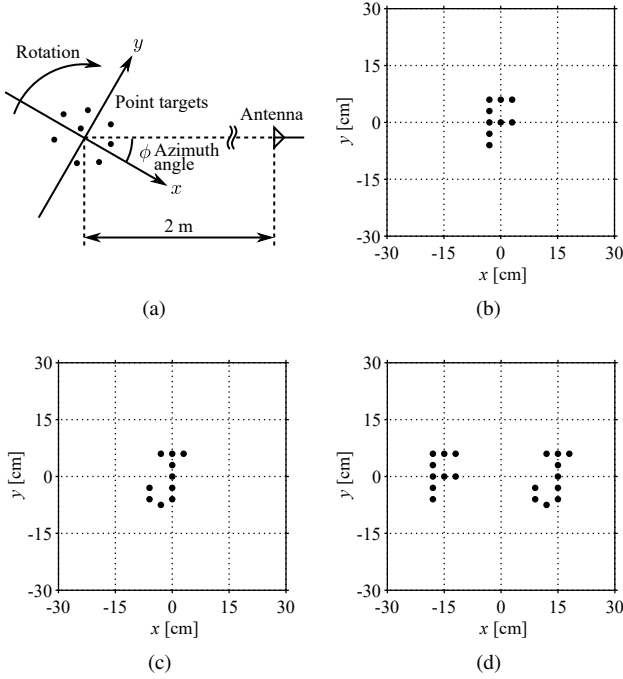 Rotation
y
Point targets
Antenna
ϕ Azimuth
angle
x
2 m
(a)
30
15
0
-15
-30
y [cm]
-30 -15 0 15 30
x [cm]
(b)
30
15
0
-15
-30
y [cm]
-30 -15 0 15 30
x [cm]
(c)
30
15
0
-15
-30
y [cm]
-30 -15 0 15 30
x [cm]
(d)